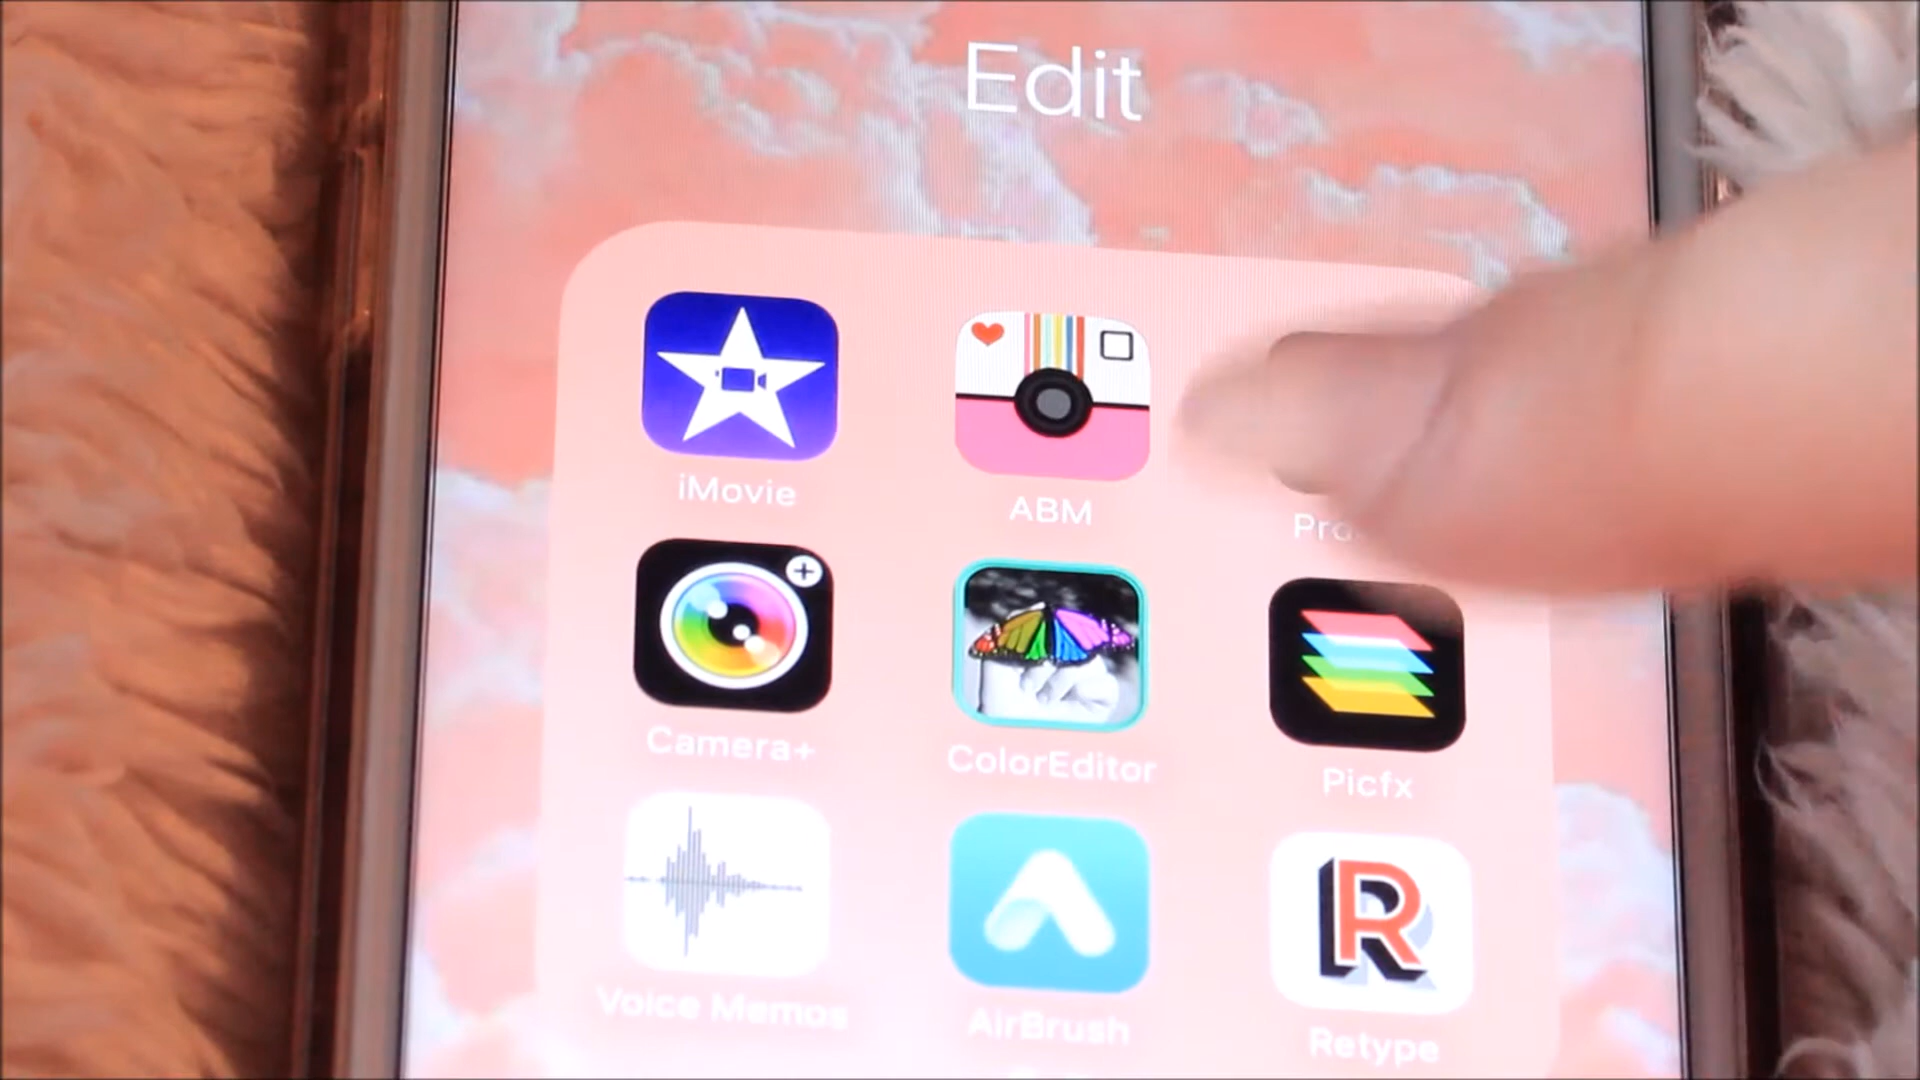 Edit
iMovie
ABM
Camera+
ColorEditor
Picfx
R
Voice Memos
AirBrush
Retype